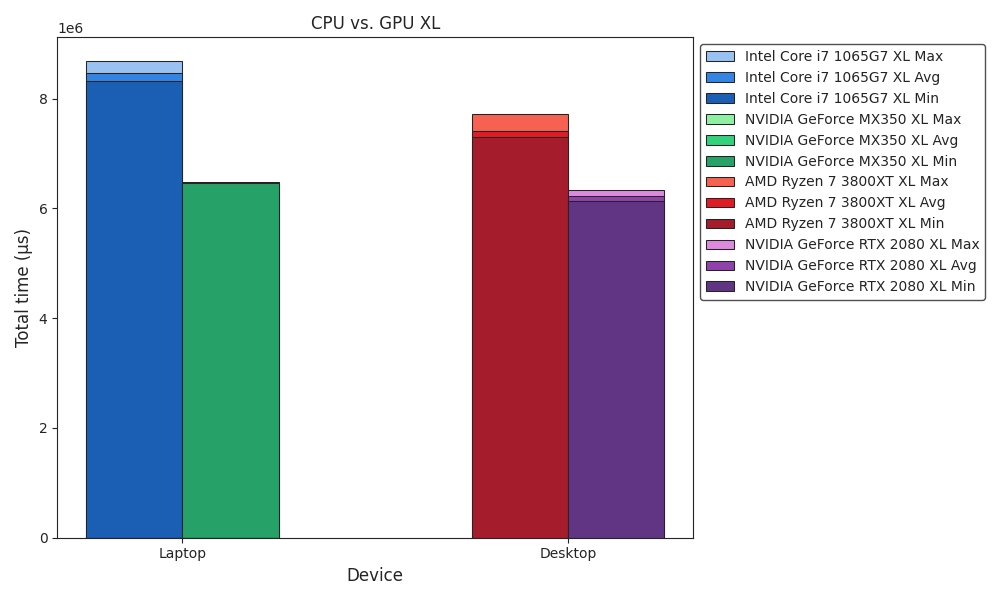 CPU vs. GPU XL
1e6
8
6
4
2
0
Total time (µs)
Laptop
Desktop
Device
Intel Core i7 1065G7 XL Max
Intel Core i7 1065G7 XL Avg
Intel Core i7 1065G7 XL Min
NVIDIA GeForce MX350 XL Max
NVIDIA GeForce MX350 XL Avg
NVIDIA GeForce MX350 XL Min
AMD Ryzen 7 3800XT XL Max
AMD Ryzen 7 3800XT XL Avg
AMD Ryzen 7 3800XT XL Min
NVIDIA GeForce RTX 2080 XL Max
NVIDIA GeForce RTX 2080 XL Avg
NVIDIA GeForce RTX 2080 XL Min